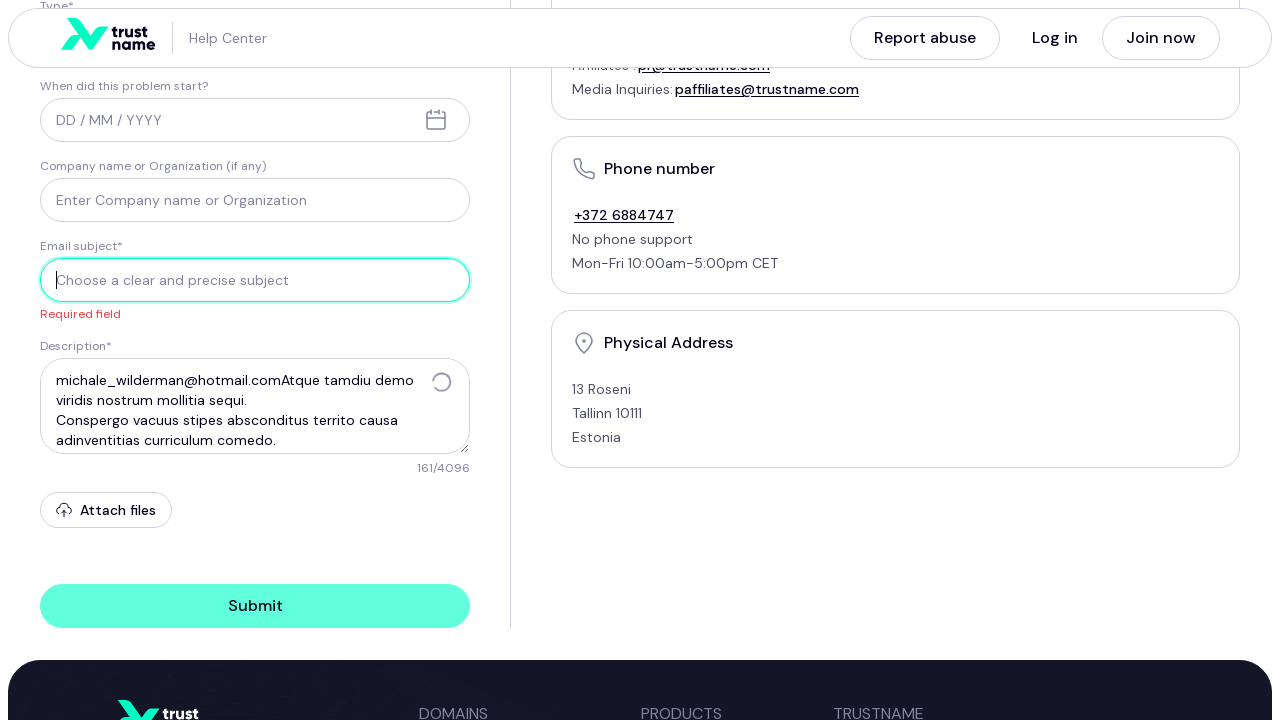 Type*
trust
name
Help Center
Report abuse
Log in
Join now
When did this problem start?
DD / MM / YYYY
Company name or Organization (if any)
Enter Company name or Organization
Email subject*
Choose a clear and precise subject
Required field
Description*
michale_wilderman@hotmail.comAtque tamdiu demo
viridis nostrum mollitia sequi.
Conspergo vacuus stipes absconditus territo causa
adinventitias curriculum comedo.
161/4096
Attach files
Submit
Affiliates : pr@trustname.com
Media Inquiries: paffiliates@trustname.com
Phone number
+372 6884747
No phone support
Mon-Fri 10:00am-5:00pm CET
Physical Address
13 Roseni
Tallinn 10111
Estonia
trust
DOMAINS
PRODUCTS
TRUSTNAME